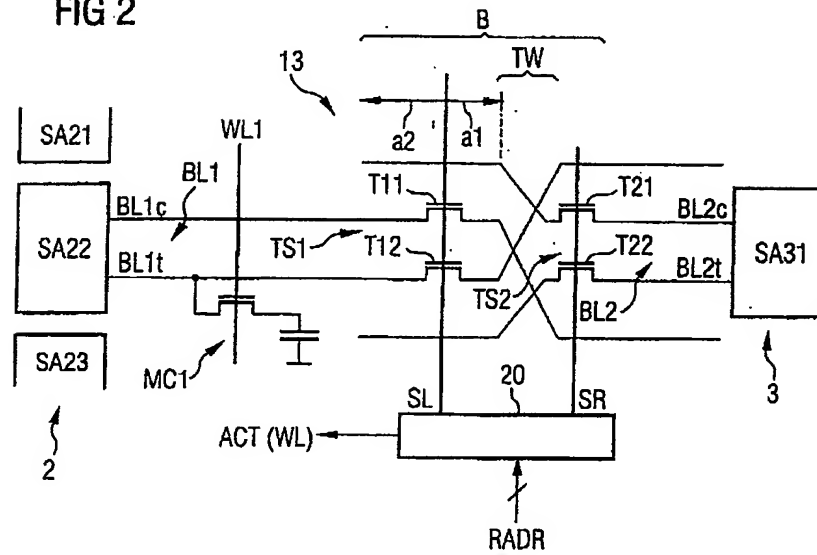 FIG 2
B
TW
13
a2
a1
SA21
WL1
BL1
T11
T21
BL1c
BL2c
SA22
TS1
T12
T22
SA31
BL1t
TS2
BL2t
BL2
SA23
MC1
3
20
SL
SR
2
ACT (WL)
RADR